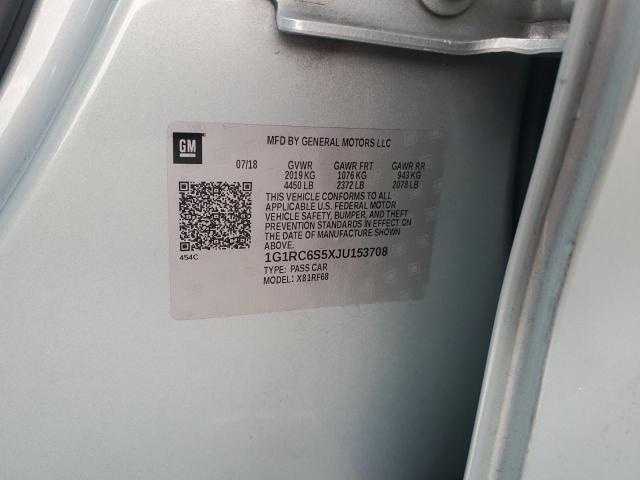 GM
MFD BY GENERAL MOTORS LLC
07/18 GVWR GAWR FRT GAWR RR
2019 KG 1076 KG 943 KG
4450 LB 2372 LB 2078 LB
THIS VEHICLE CONFORMS TO ALL
APPLICABLE U.S. FEDERAL MOTOR
VEHICLE SAFETY, BUMPER, AND THEFT
PREVENTION STANDARDS IN EFFECT ON
THE DATE OF MANUFACTURE SHOWN
ABOVE.
454C
1G1RC6S5XJU153708
TYPE: PASS CAR
MODEL: X81RF68